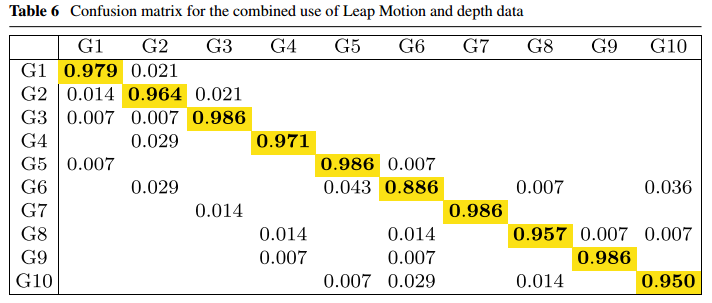 Table 6 Confusion matrix for the combined use of Leap Motion and depth data
G1 G2 G3 G4 G5 G6 G7 G8 G9 G10
G1 0.979 0.021
G2 0.014 0.964 0.021
G3 0.007 0.007 0.986
G4 0.029 0.971
G5 0.007 0.986 0.007
G6 0.029 0.043 0.886 0.007 0.036
G7 0.014 0.986
G8 0.014 0.014 0.957 0.007 0.007
G9 0.007 0.007 0.986
G10 0.007 0.029 0.014 0.950